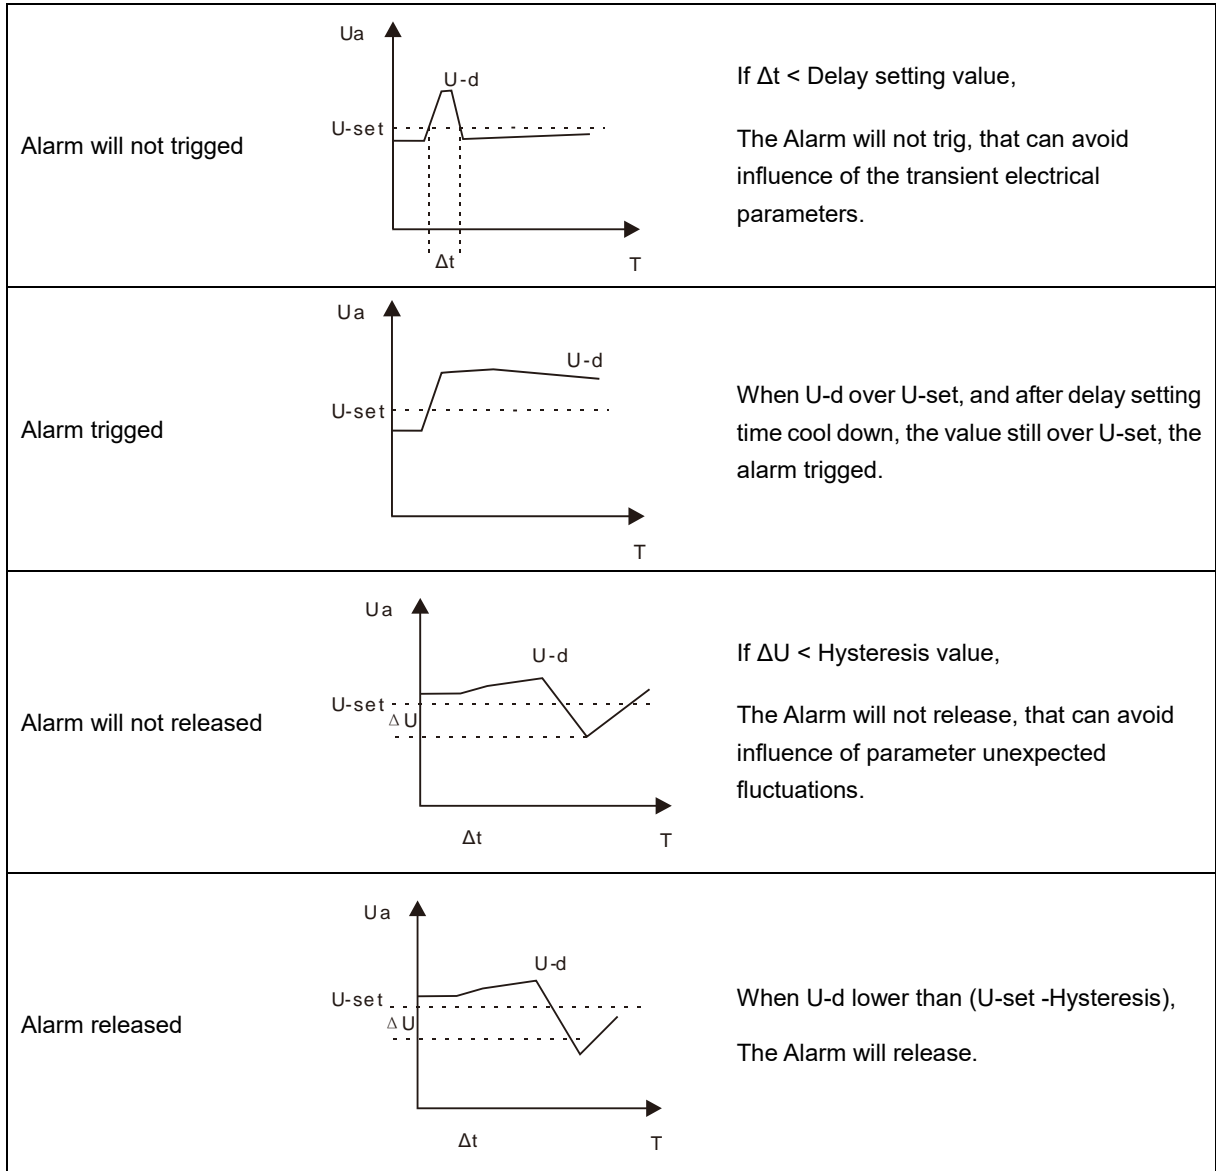 Alarm will not trigged
Ua
U-d
U-set
Δt
T
If Δt < Delay setting value,
The Alarm will not trig, that can avoid
influence of the transient electrical
parameters.
Alarm trigged
Ua
U-d
U-set
T
When U-d over U-set, and after delay setting
time cool down, the value still over U-set, the
alarm trigged.
Alarm will not released
Ua
U-d
U-set
ΔU
Δt
T
If ΔU < Hysteresis value,
The Alarm will not release, that can avoid
influence of parameter unexpected
fluctuations.
Alarm released
Ua
U-d
U-set
ΔU
Δt
T
When U-d lower than (U-set -Hysteresis),
The Alarm will release.